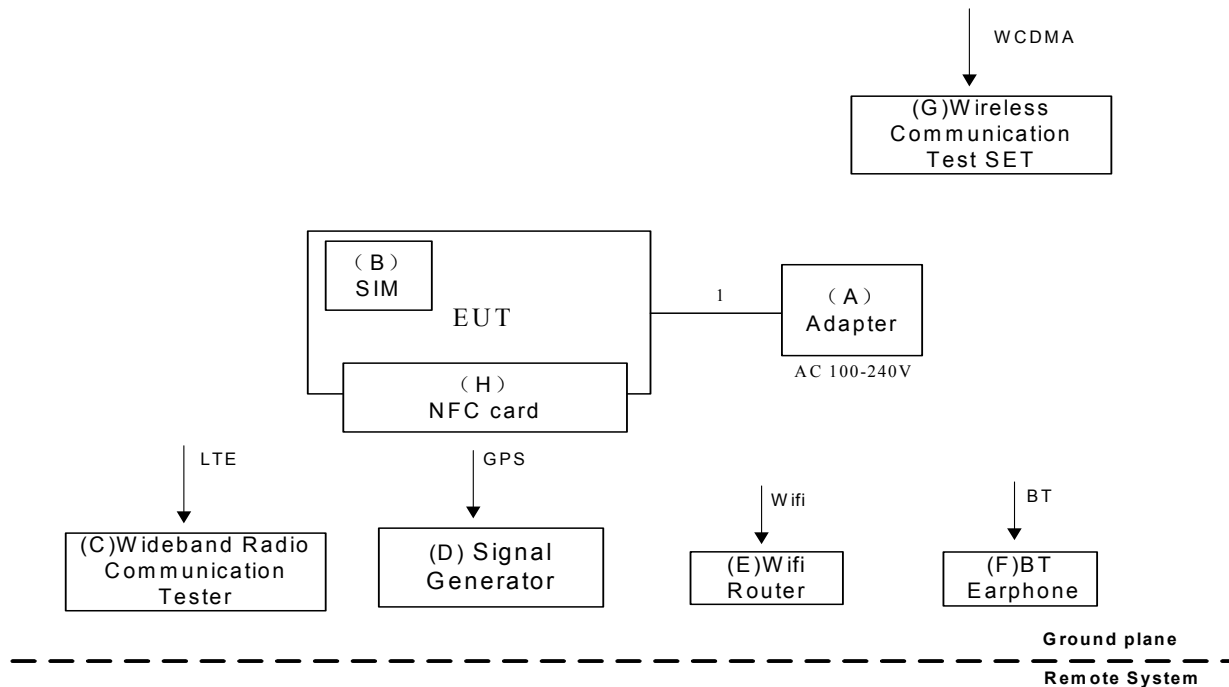 WCDMA
(G)Wireless
Communication
Test SET
（B）
SIM
EUT
1
（A）
Adapter
AC 100-240V
（H）
NFC card
LTE
GPS
Wifi
BT
(C)Wideband Radio
Communication
Tester
(D) Signal
Generator
(E)Wifi
Router
(F)BT
Earphone
Ground plane
Remote System